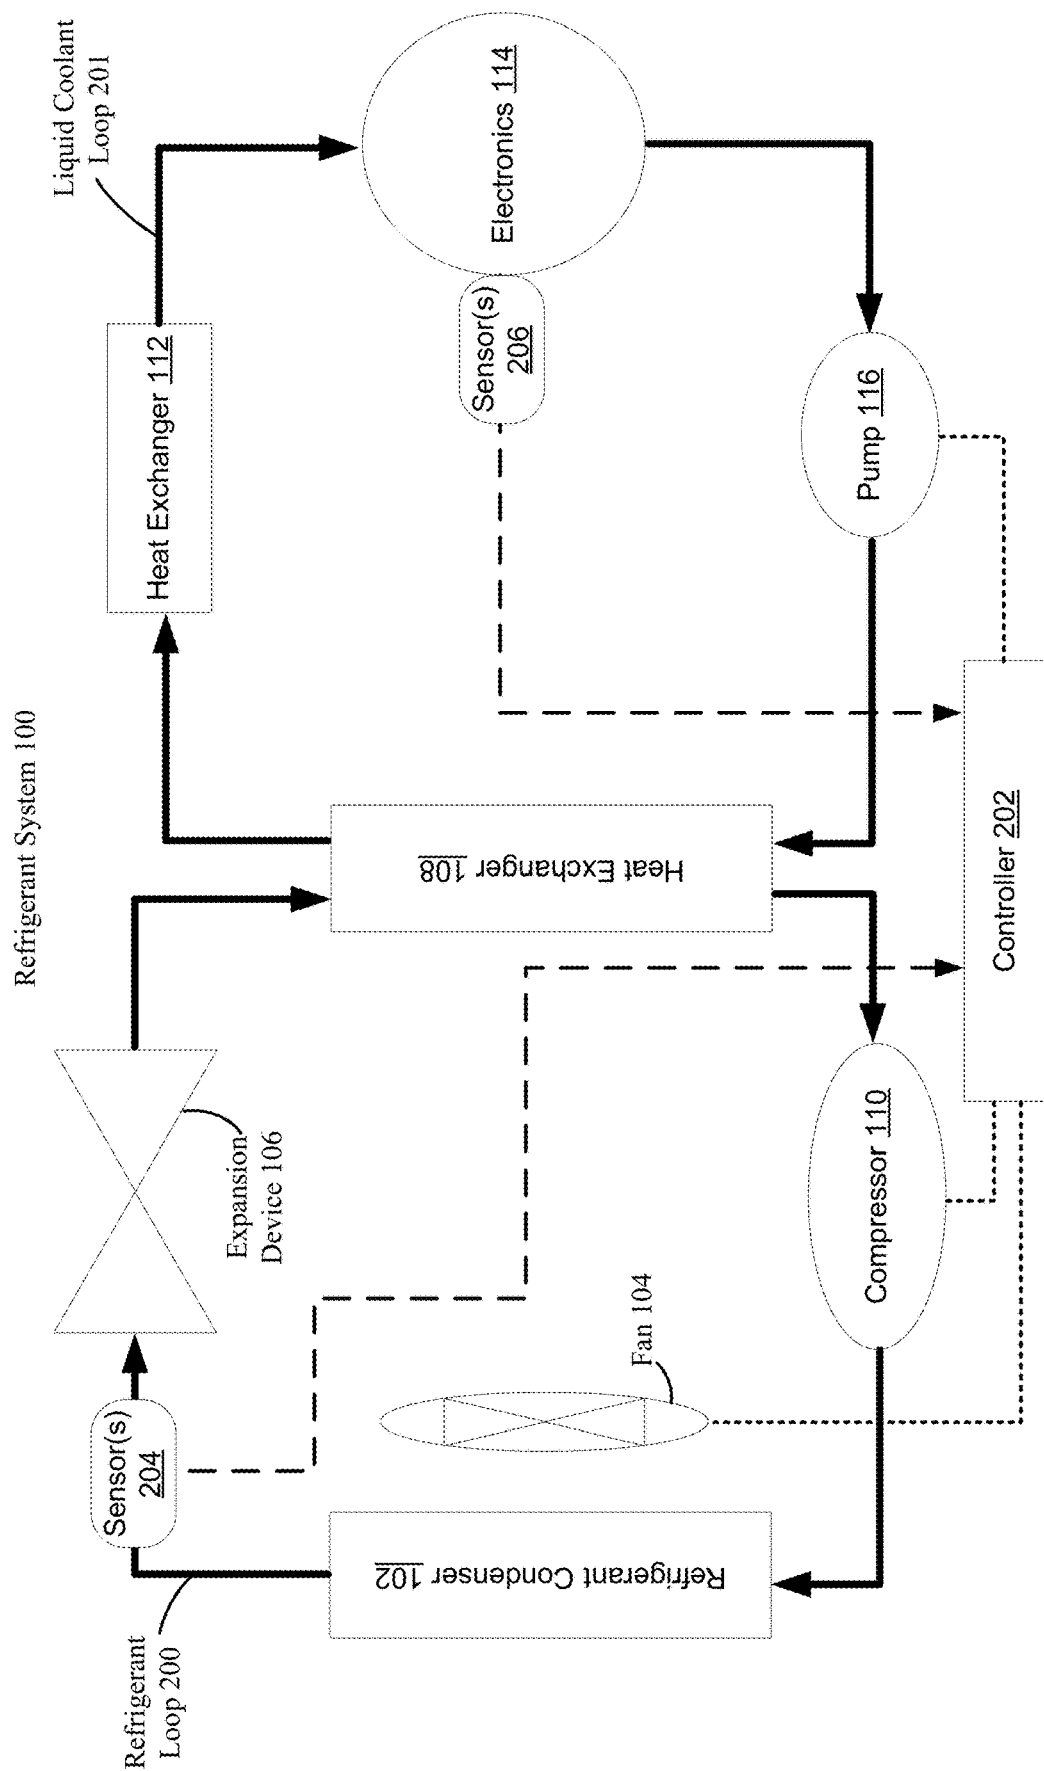 Refrigerant System 100
Refrigerant
Loop 200
Sensor(s)
204
Expansion
Device 106
Heat Exchanger 112
Liquid Coolant
Loop 201
Refrigerant Condenser 102
Fan 104
Heat Exchanger 108
Sensor(s)
206
Electronics 114
Compressor 110
Pump 116
Controller 202